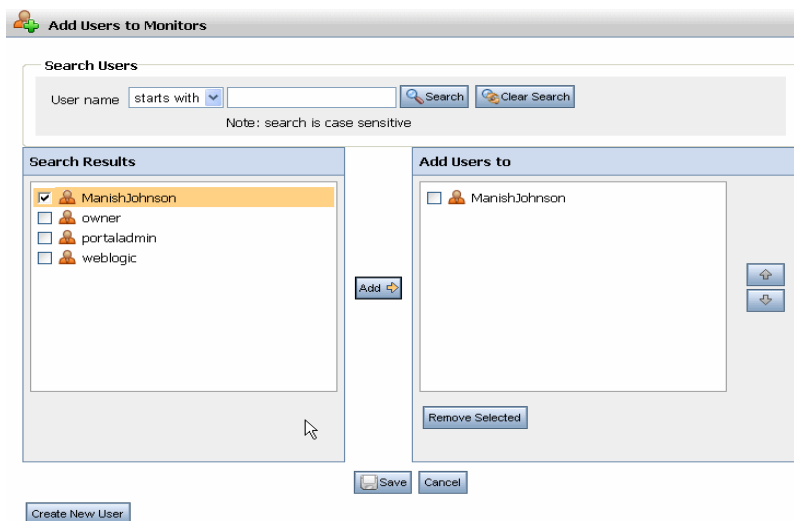 Add Users to Monitors
Search Users
User name starts with Search Clear Search
Note: search is case sensitive
Search Results
ManishJohnson
owner
portaladmin
weblogic
Add
Add Users to
ManishJohnson
Remove Selected
Save Cancel
Create New User